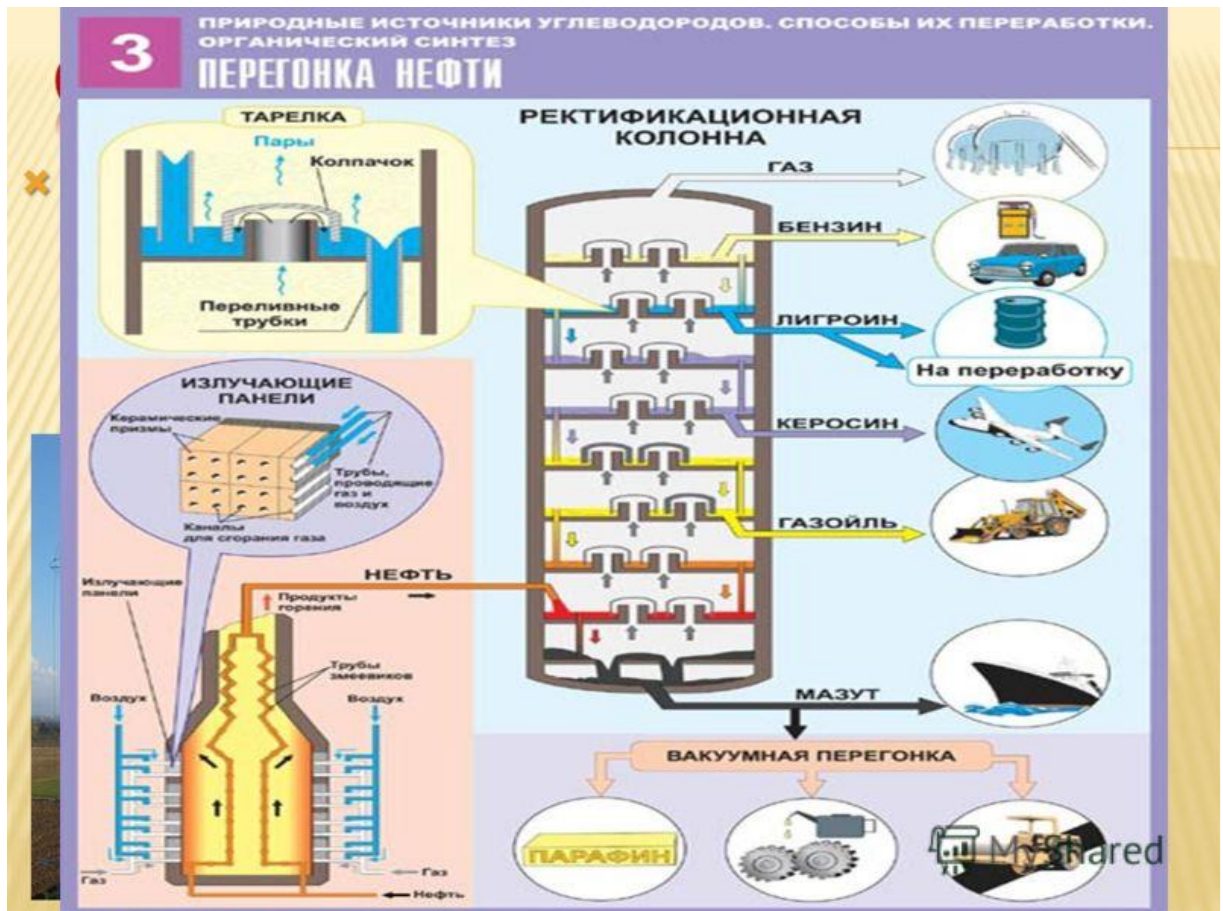 3
ПРИРОДНЫЕ ИСТОЧНИКИ УГЛЕВОДОРОДОВ. СПОСОБЫ ИХ ПЕРЕРАБОТКИ.
ОРГАНИЧЕСКИЙ СИНТЕЗ
ПЕРЕГОНКА НЕФТИ
ТАРЕЛКА
Пары
Колпачок
Переливные
трубки
РЕКТИФИКАЦИОННАЯ
КОЛОННА
ГАЗ
БЕНЗИН
ЛИГРОИН
На переработку
КЕРОСИН
ГАЗОЙЛЬ
ИЗЛУЧАЮЩИЕ
ПАНЕЛИ
Керамические
призмы
Трубы,
проводящие
газ и
воздух
Каналы
для сгорания газа
НЕФТЬ
Излучающие
панели
Продукты
горения
Трубы
змеевиков
Воздух
Воздух
Газ
Газ
Нефть
МАЗУТ
ВАКУУМНАЯ ПЕРЕГОНКА
ПАРАФИН
MyShared